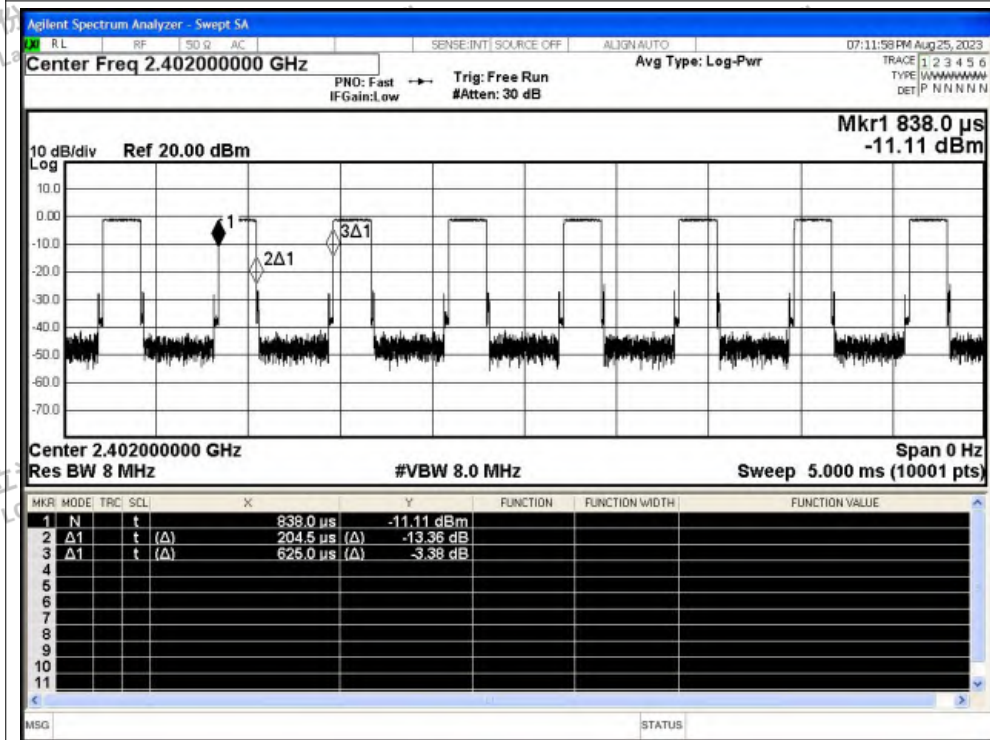 Agilent Spectrum Analyzer - Swept SA
RL RF 50 Ω AC SENSE:INT SOURCE OFF ALIGN AUTO 07:11:58 PM Aug 25, 2023
Center Freq 2.402000000 GHz
PNO: Fast
IFGain:Low
Trig: Free Run
#Atten: 30 dB
Avg Type: Log-Pwr
TRACE 1 2 3 4 5 6
TYPE WWWWWW
DET P N N N N N
Mkr1 838.0 µs
-11.11 dBm
10 dB/div Ref 20.00 dBm
Log
10.0
0.00
-10.0
-20.0
-30.0
-40.0
-50.0
-60.0
-70.0
1
2Δ1
3Δ1
Center 2.402000000 GHz Span 0 Hz
Res BW 8 MHz #VBW 8.0 MHz Sweep 5.000 ms (10001 pts)
MKR MODE TRC SCL X Y FUNCTION FUNCTION WIDTH FUNCTION VALUE
1 N t 838.0 µs -11.11 dBm
2 Δ1 t (Δ) 204.5 µs (Δ) -13.36 dB
3 Δ1 t (Δ) 625.0 µs (Δ) -3.38 dB
4
5
6
7
8
9
10
11
MSG STATUS